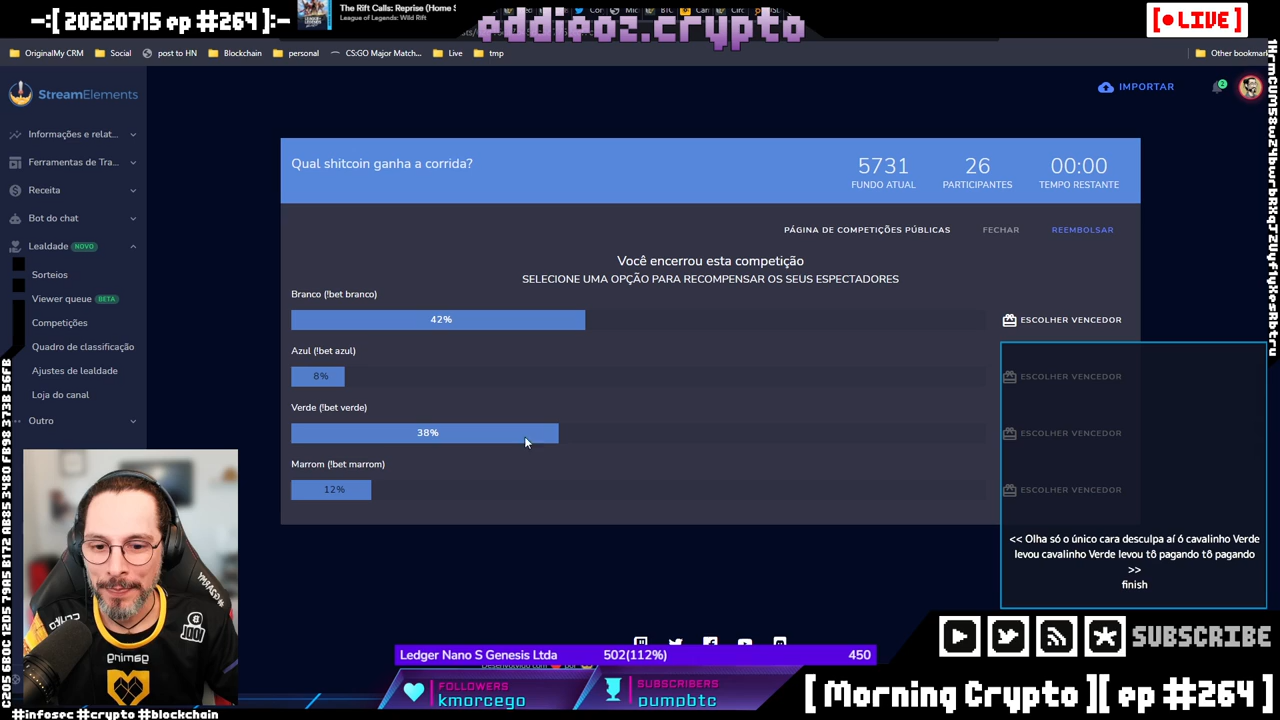 -:[ 20220715 ep #264]:-
The Rift Calls: Reprise (Home S
League of Legends: Wild Rift
eddieoz.crypto
[ LIVE ]
OriginalMy CRM
Social
post to HN
Blockchain
personal
CS:GO Major Match...
Live
tmp
Other bookmar
StreamElements
IMPORTAR
2
Informações e relat...
Ferramentas de Tra...
Receita
Bot do chat
Lealdade NOVO
Sorteios
Viewer queue BETA
Competições
Quadro de classificação
Ajustes de lealdade
Loja do canal
Outro
Qual shitcoin ganha a corrida?
5731
FUNDO ATUAL
26
PARTICIPANTES
00:00
TEMPO RESTANTE
PÁGINA DE COMPETIÇÕES PÚBLICAS
FECHAR
REEMBOLSAR
Você encerrou esta competição
SELECIONE UMA OPÇÃO PARA RECOMPENSAR OS SEUS ESPECTADORES
Branco (!bet branco)
42%
ESCOLHER VENCEDOR
Azul (!bet azul)
8%
ESCOLHER VENCEDOR
Verde (!bet verde)
38%
ESCOLHER VENCEDOR
Marrom (!bet marrom)
12%
ESCOLHER VENCEDOR
<< Olha só o único cara desculpa aí ó cavalinho Verde
levou cavalinho Verde levou tô pagando tô pagando
>>
finish
Ledger Nano S Genesis Ltda
502(112%)
450
FOLLOWERS
kmorcego
SUBSCRIBERS
pumpbtc
SUBSCRIBE
[ Morning Crypto ][ ep #264 ]
#infosec #crypto #blockchain